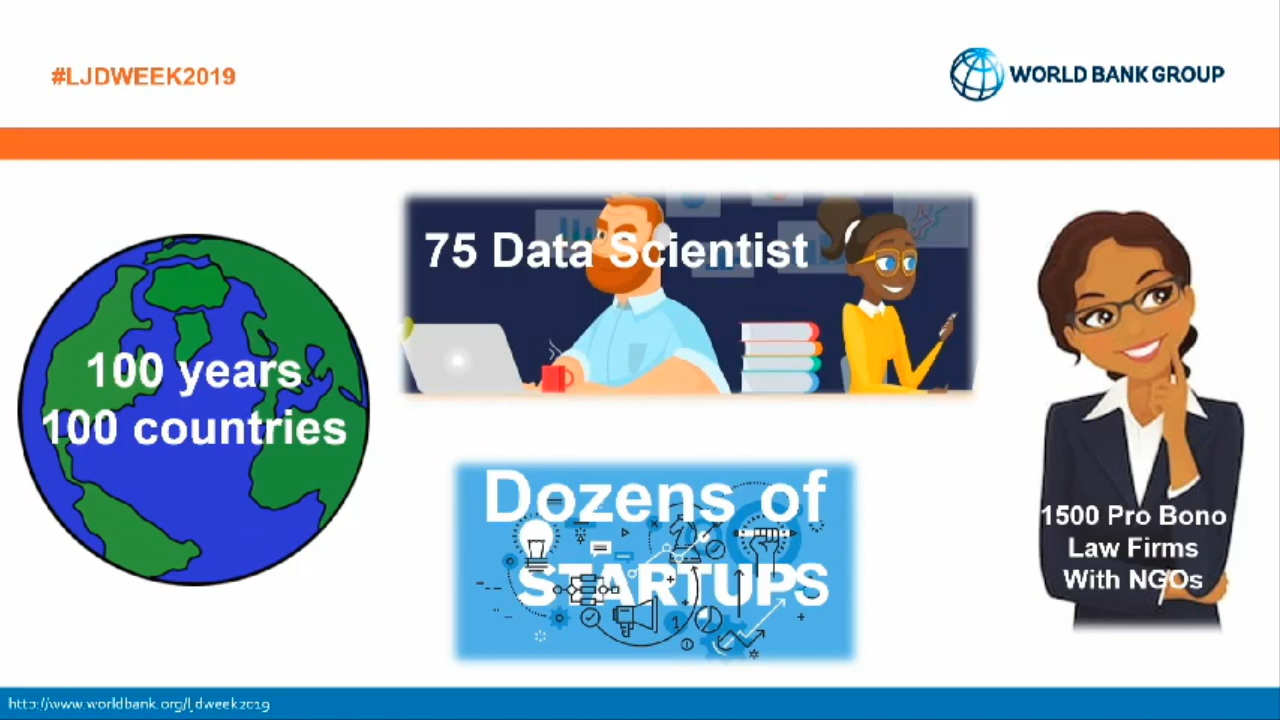 #LJDWEEK2019
WORLD BANK GROUP
100 years
100 countries
75 Data Scientist
Dozens of
STARTUPS
1500 Pro Bono
Law Firms
With NGOs
http://www.worldbank.org/ljdweek2019